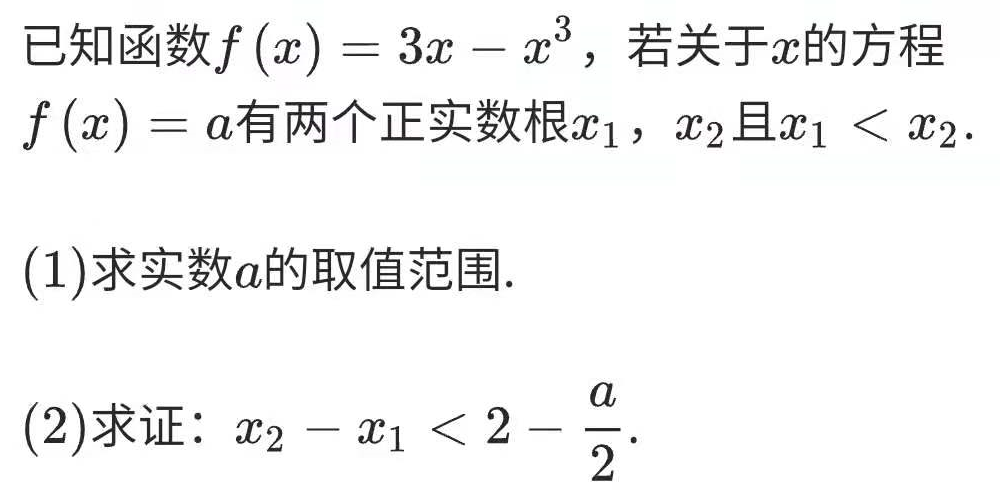 已知函数f(x) = 3x − x³，若关于x的方程
f(x) = a有两个正实数根x₁，x₂且x₁ < x₂.
(1)求实数a的取值范围.
(2)求证：x₂ − x₁ < 2 − a/2.